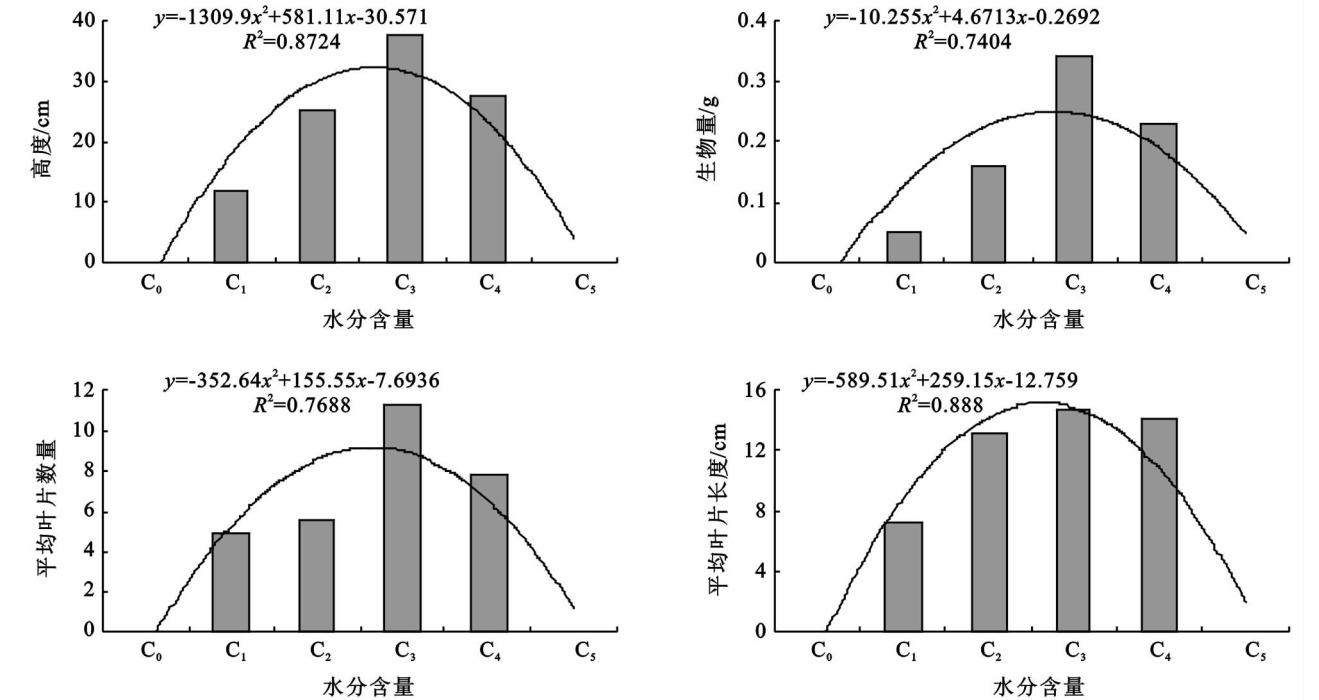 y=-1309.9x²+581.11x-30.571
R²=0.8724
高度/cm
40
30
20
10
0
C₀ C₁ C₂ C₃ C₄ C₅
水分含量
y=-10.255x²+4.6713x-0.2692
R²=0.7404
生物量/g
0.4
0.3
0.2
0.1
0
C₀ C₁ C₂ C₃ C₄ C₅
水分含量
y=-352.64x²+155.55x-7.6936
R²=0.7688
平均叶片数量
12
10
8
6
4
2
0
C₀ C₁ C₂ C₃ C₄ C₅
水分含量
y=-589.51x²+259.15x-12.759
R²=0.888
平均叶片长度/cm
16
12
8
4
0
C₀ C₁ C₂ C₃ C₄ C₅
水分含量